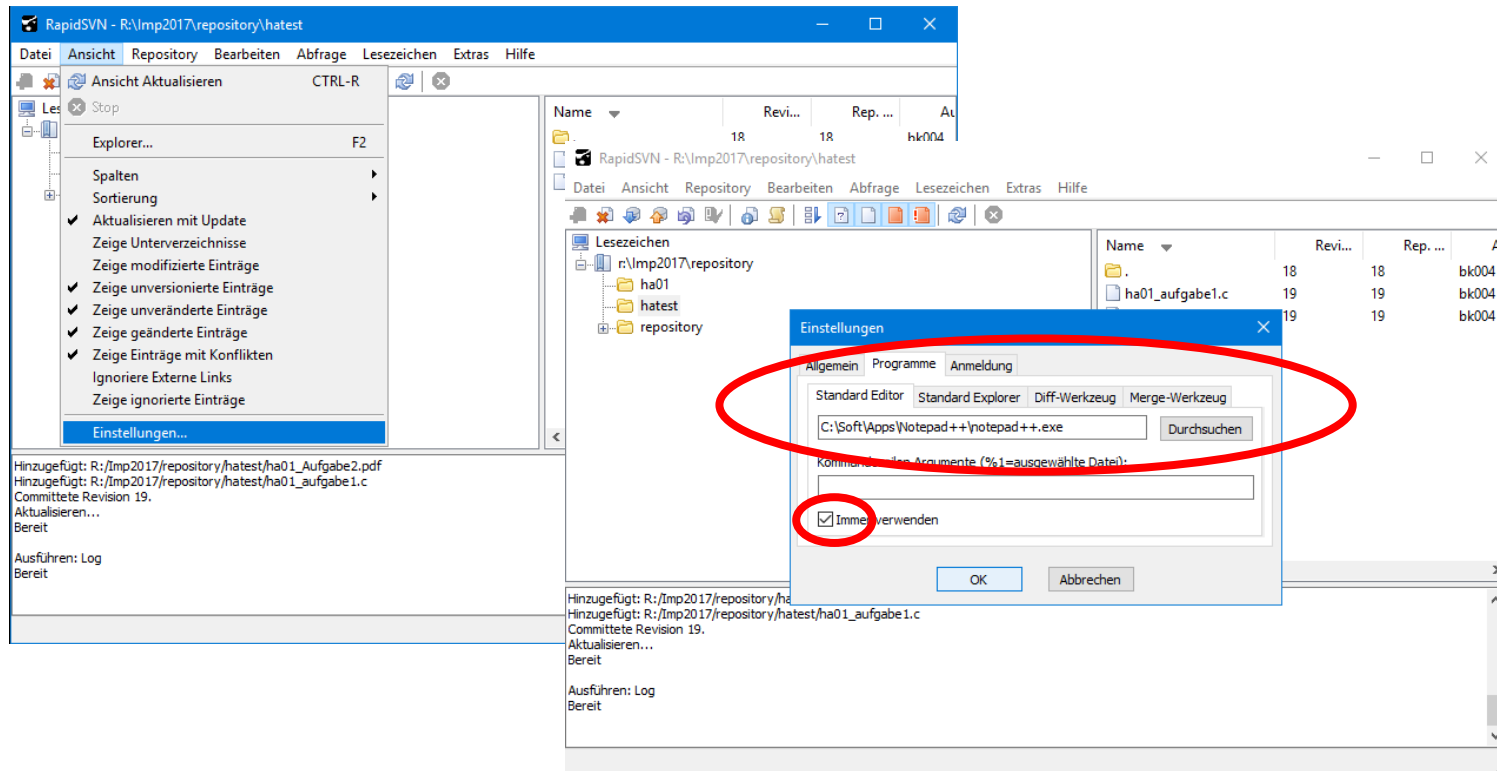 RapidSVN - R:\Imp2017\repository\hatest
Datei Ansicht Repository Bearbeiten Abfrage Lesezeichen Extras Hilfe
Ansicht Aktualisieren CTRL-R
Stop
Explorer... F2
Spalten
Sortierung
Aktualisieren mit Update
Zeige Unterverzeichnisse
Zeige modifizierte Einträge
Zeige unversionierte Einträge
Zeige unveränderte Einträge
Zeige geänderte Einträge
Zeige Einträge mit Konflikten
Ignoriere Externe Links
Zeige ignorierte Einträge
Einstellungen...
Les
Name Revi... Rep. ... Au
. 18 18 bk004
Hinzugefügt: R:/Imp2017/repository/hatest/ha01_Aufgabe2.pdf
Hinzugefügt: R:/Imp2017/repository/hatest/ha01_aufgabe1.c
Committete Revision 19.
Aktualisieren...
Bereit
Ausführen: Log
Bereit
RapidSVN - R:\Imp2017\repository\hatest
Datei Ansicht Repository Bearbeiten Abfrage Lesezeichen Extras Hilfe
Lesezeichen
r:\Imp2017\repository
ha01
hatest
repository
Name Revi... Rep. ... A
. 18 18 bk004
ha01_aufgabe1.c 19 19 bk004
19 19 bk004
Einstellungen
Allgemein Programme Anmeldung
Standard Editor Standard Explorer Diff-Werkzeug Merge-Werkzeug
C:\Soft\Apps\Notepad++\notepad++.exe Durchsuchen
Kommandozeilen Argumente (%1=ausgewählte Datei):
Immer verwenden
OK Abbrechen
Hinzugefügt: R:/Imp2017/repository/ha
Hinzugefügt: R:/Imp2017/repository/hatest/ha01_aufgabe1.c
Committete Revision 19.
Aktualisieren...
Bereit
Ausführen: Log
Bereit